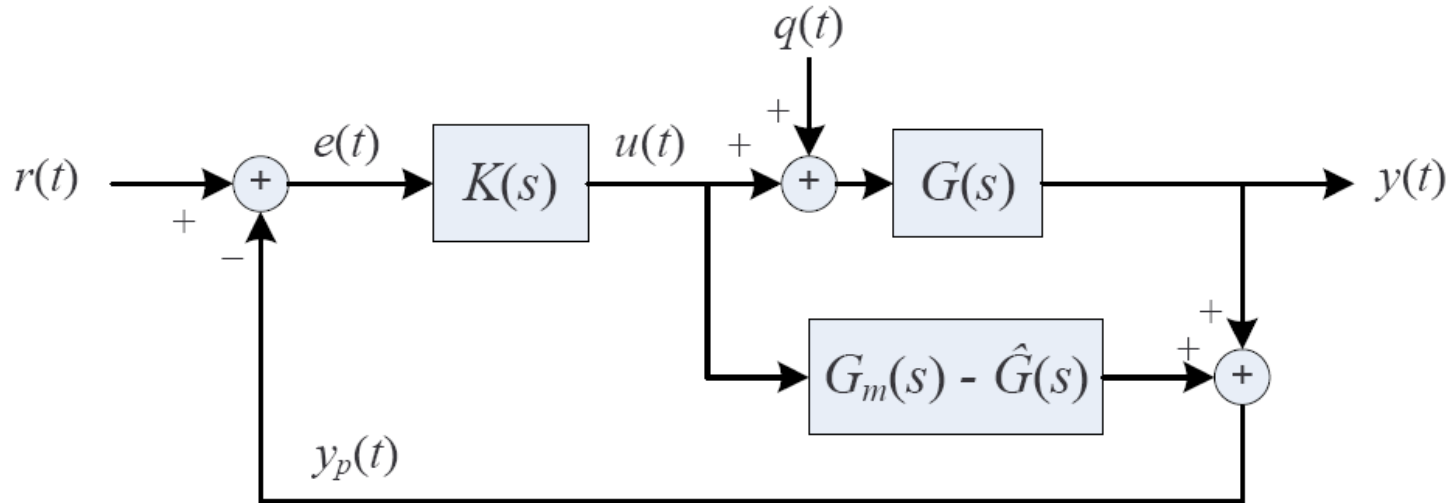 q(t)
+
r(t)
+
+
−
e(t)
K(s)
u(t)
+
+
G(s)
y(t)
+
+
+
G_m(s) - Ĝ(s)
y_p(t)